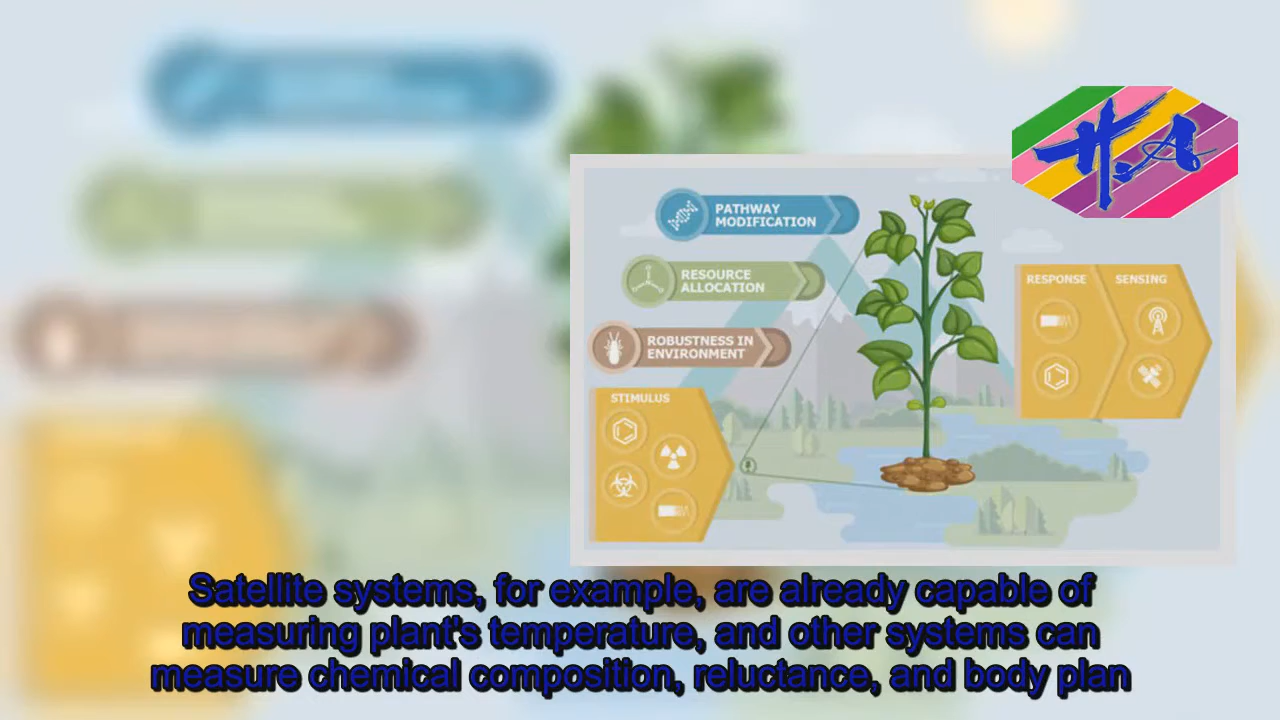 H.A
PATHWAY
MODIFICATION
RESOURCE
ALLOCATION
ROBUSTNESS IN
ENVIRONMENT
STIMULUS
RESPONSE
SENSING
Satellite systems, for example, are already capable of
measuring plant's temperature, and other systems can
measure chemical composition, reluctance, and body plan